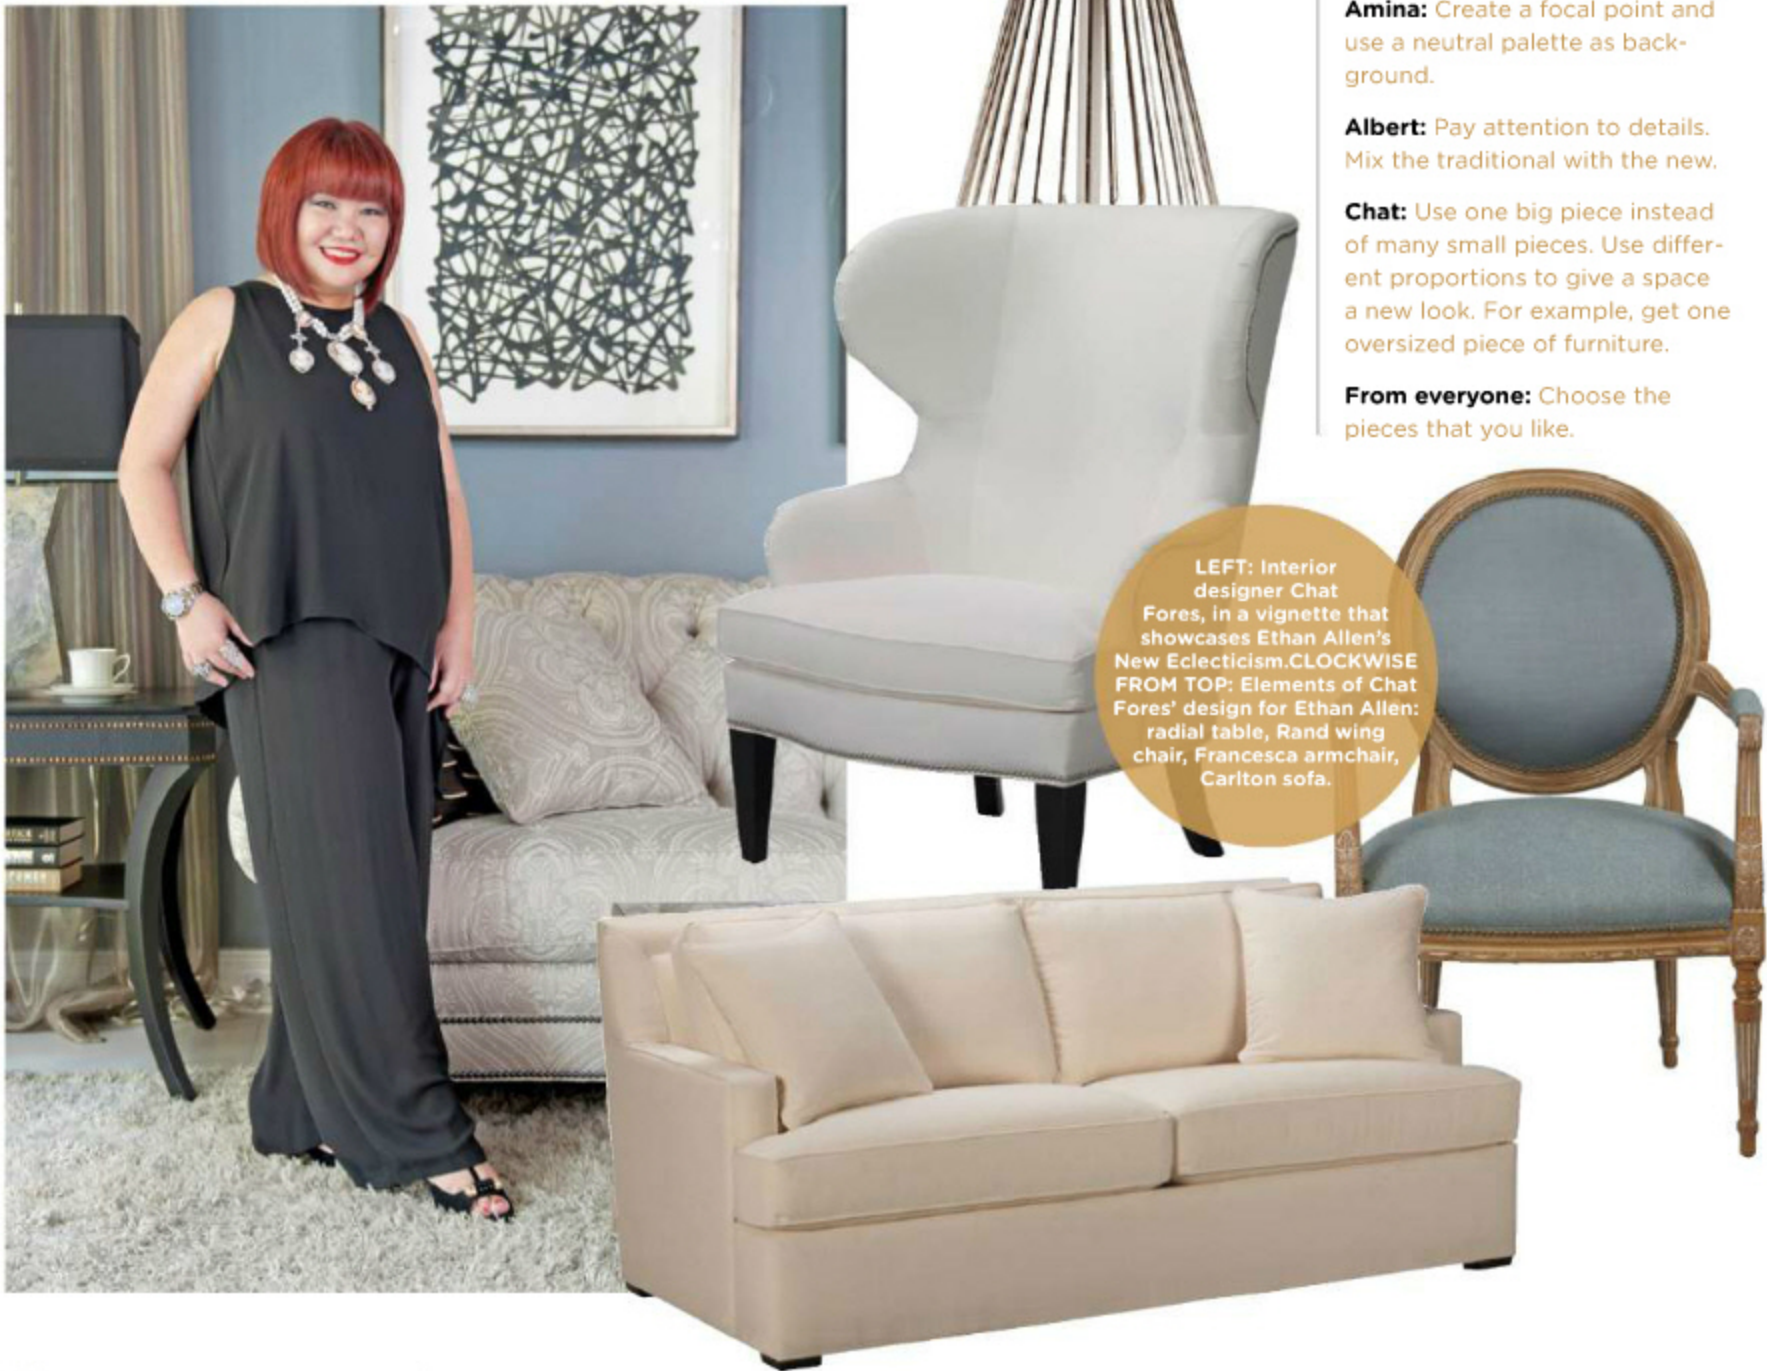 Amina: Create a focal point and
use a neutral palette as back-
ground.
Albert: Pay attention to details.
Mix the traditional with the new.
Chat: Use one big piece instead
of many small pieces. Use differ-
ent proportions to give a space
a new look. For example, get one
oversized piece of furniture.
From everyone: Choose the
pieces that you like.
LEFT: Interior
designer Chat
Fores, in a vignette that
showcases Ethan Allen's
New Eclecticism.CLOCKWISE
FROM TOP: Elements of Chat
Fores' design for Ethan Allen:
radial table, Rand wing
chair, Francesca armchair,
Carlton sofa.